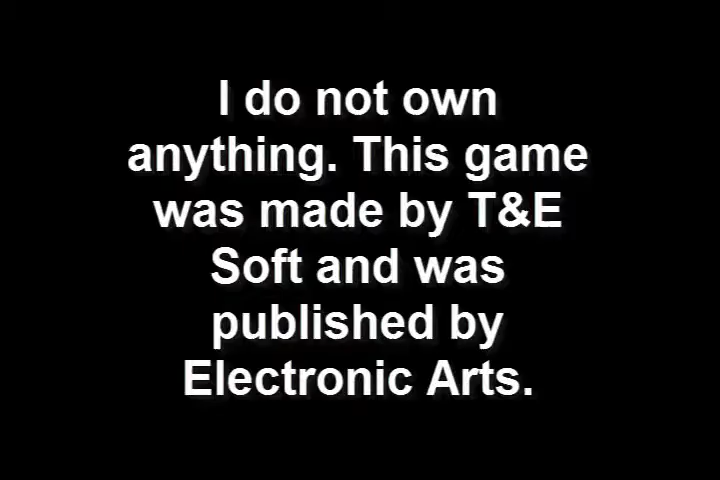 I do not own
anything. This game
was made by T&E
Soft and was
published by
Electronic Arts.